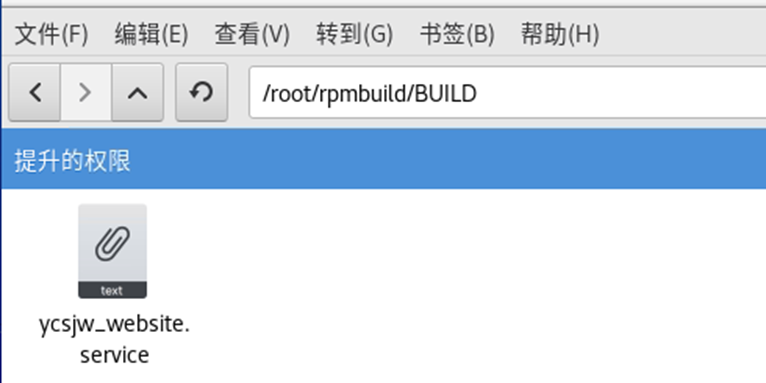 文件(F) 编辑(E) 查看(V) 转到(G) 书签(B) 帮助(H)
/root/rpmbuild/BUILD
提升的权限
text
ycsjw_website.
service